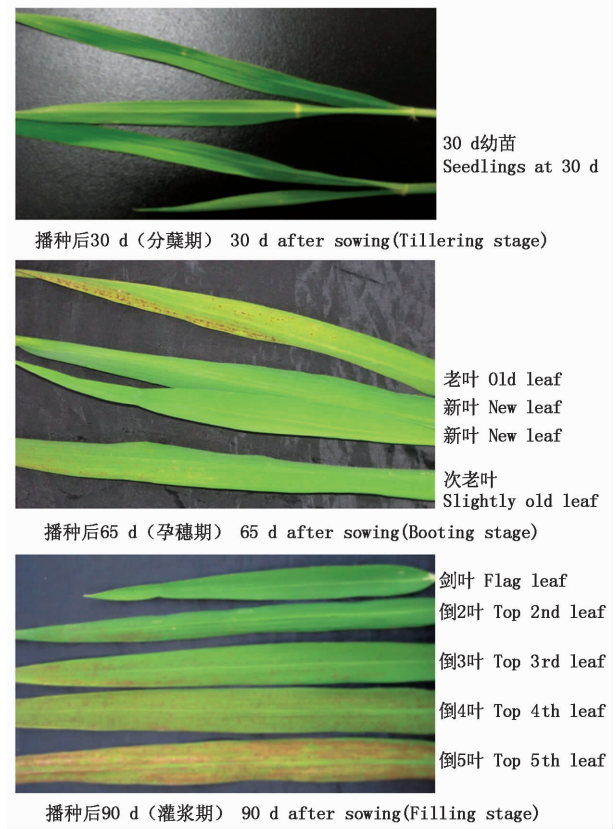 30 d幼苗
Seedlings at 30 d
播种后30 d（分蘖期） 30 d after sowing(Tillering stage)
老叶 Old leaf
新叶 New leaf
新叶 New leaf
次老叶
Slightly old leaf
播种后65 d（孕穗期） 65 d after sowing(Booting stage)
剑叶 Flag leaf
倒2叶 Top 2nd leaf
倒3叶 Top 3rd leaf
倒4叶 Top 4th leaf
倒5叶 Top 5th leaf
播种后90 d（灌浆期） 90 d after sowing(Filling stage)